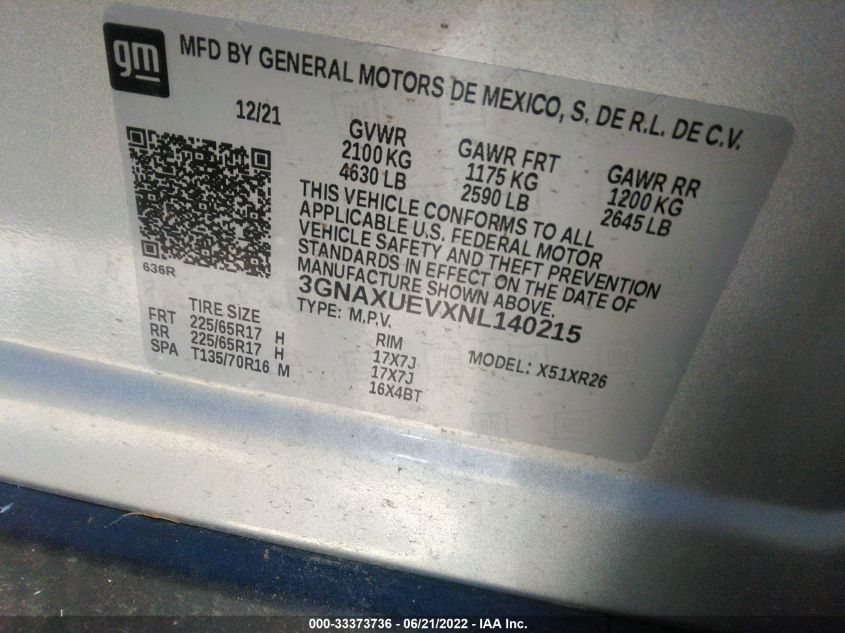 gm
MFD BY GENERAL MOTORS DE MEXICO, S. DE R.L. DE C.V.
12/21
GVWR GAWR FRT GAWR RR
2100 KG 1175 KG 1200 KG
4630 LB 2590 LB 2645 LB
THIS VEHICLE CONFORMS TO ALL
APPLICABLE U.S. FEDERAL MOTOR
VEHICLE SAFETY AND THEFT PREVENTION
STANDARDS IN EFFECT ON THE DATE OF
MANUFACTURE SHOWN ABOVE.
636R
3GNAXUEVXNL140215
TYPE: M.P.V. MODEL: X51XR26
TIRE SIZE RIM
FRT 225/65R17 H 17X7J
RR 225/65R17 H 17X7J
SPA T135/70R16 M 16X4BT
000-33373736 - 06/21/2022 - IAA Inc.